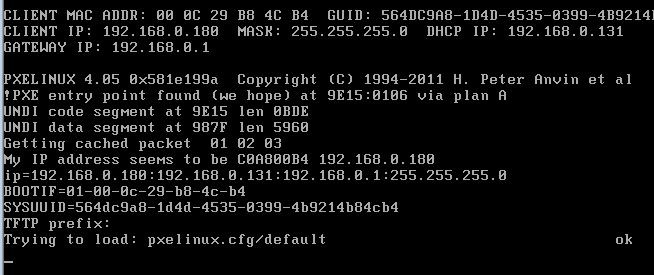 CLIENT MAC ADDR: 00 0C 29 B8 4C B4  GUID: 564DC9A8-1D4D-4535-0399-4B9214
CLIENT IP: 192.168.0.180  MASK: 255.255.255.0  DHCP IP: 192.168.0.131
GATEWAY IP: 192.168.0.1
PXELINUX 4.05 0x581e199a  Copyright (C) 1994-2011 H. Peter Anvin et al
!PXE entry point found (we hope) at 9E15:0106 via plan A
UNDI code segment at 9E15 len 0BDE
UNDI data segment at 987F len 5960
Getting cached packet  01 02 03
My IP address seems to be C0A800B4 192.168.0.180
ip=192.168.0.180:192.168.0.131:192.168.0.1:255.255.255.0
BOOTIF=01-00-0c-29-b8-4c-b4
SYSUUID=564dc9a8-1d4d-4535-0399-4b9214b84cb4
TFTP prefix:
Trying to load: pxelinux.cfg/default ok